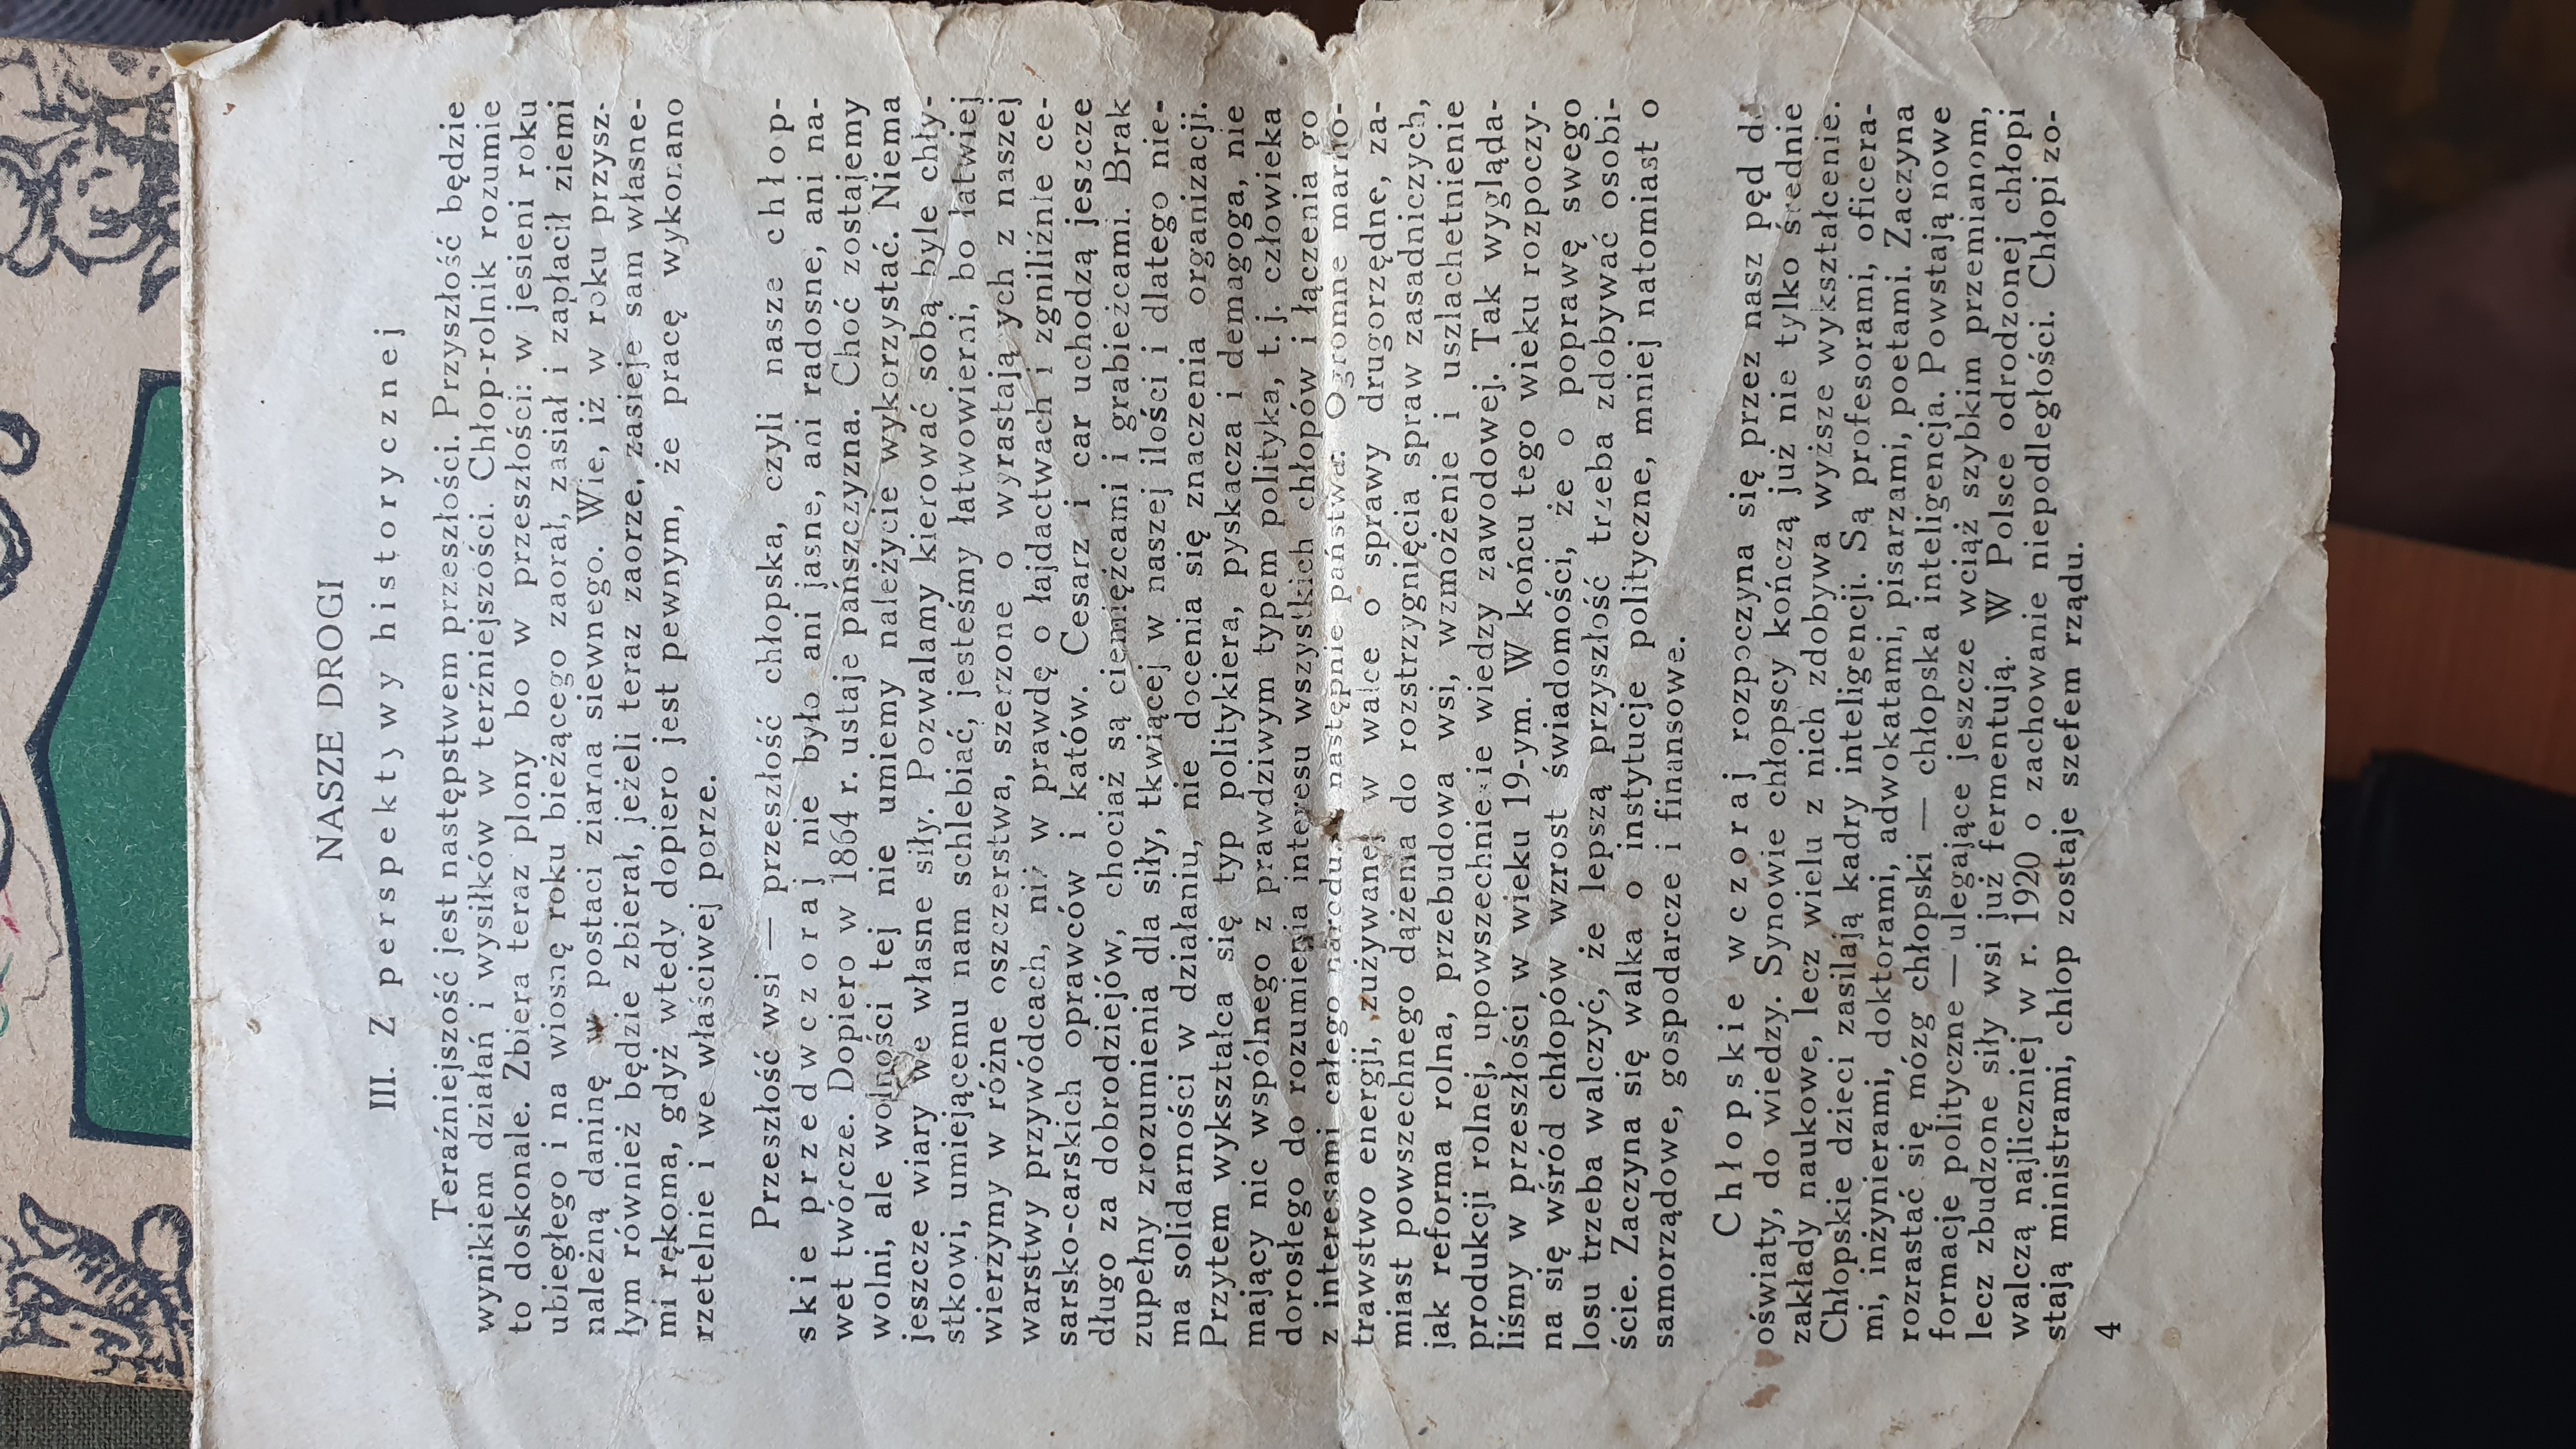 NASZE DROGI
III. Z perspektywy historycznej
Teraźniejszość jest następstwem przeszłości. Przyszłość będzie
wynikiem działań i wysiłków w terźniejszości. Chłop-rolnik rozumie
to doskonale. Zbiera teraz plony bo w przeszłości: w jesieni roku
ubiegłego i na wiosnę roku bieżącego zaorał, zasiał i zapłacił ziemi
należną daninę w postaci ziarna siewnego. Wie, iż w roku przysz-
łym również będzie zbierał, jeżeli teraz zaorze, zasieje sam własne-
mi rękoma, gdyż wtedy dopiero jest pewnym, że pracę wykonano
rzetelnie i we właściwej porze.
Przeszłość wsi — przeszłość chłopska, czyli nasze chłop-
skie przedwczoraj nie było ani jasne, ani radosne, ani na-
wet twórcze. Dopiero w 1864 r. ustaje pańszczyzna. Choć zostajemy
wolni, ale wolności tej nie umiemy należycie wykorzystać. Niema
jeszcze wiary we własne siły. Pozwalamy kierować sobą byle chły-
stkowi, umiejącemu nam schlebiać, jesteśmy łatwowierni, bo łatwiej
wierzymy w różne oszczerstwa, szerzone o wyrastających z naszej
warstwy przywódcach, niż w prawdę o łajdactwach i zgniliźnie ce-
sarsko-carskich oprawców i katów. Cesarz i car uchodzą jeszcze
długo za dobrodziejów, chociaż są ciemiężcami i grabieżcami. Brak
zupełny zrozumienia dla siły, tkwiącej w naszej ilości i dlatego nie-
ma solidarności w działaniu, nie docenia się znaczenia organizacji.
Przytem wykształca się typ politykiera, pyskacza i demagoga, nie
mający nic wspólnego z prawdziwym typem polityka, t. j. człowieka
dorosłego do rozumienia interesu wszystkich chłopów i łączenia go
z interesami całego narodu, a następnie państwa. Ogromne marno-
trawstwo energji, zużywanej w walce o sprawy drugorzędne, za-
miast powszechnego dążenia do rozstrzygnięcia spraw zasadniczych,
jak reforma rolna, przebudowa wsi, wzmożenie i uszlachetnienie
produkcji rolnej, upowszechnienie wiedzy zawodowej. Tak wygląda-
liśmy w przeszłości w wieku 19-ym. W końcu tego wieku rozpoczy-
na się wśród chłopów wzrost świadomości, że o poprawę swego
losu trzeba walczyć, że lepszą przyszłość trzeba zdobywać osobi-
ście. Zaczyna się walka o instytucje polityczne, mniej natomiast o
samorządowe, gospodarcze i finansowe.
Chłopskie wczoraj rozpoczyna się przez nasz pęd do
oświaty, do wiedzy. Synowie chłopscy kończą już nie tylko średnie
zakłady naukowe, lecz wielu z nich zdobywa wyższe wykształcenie.
Chłopskie dzieci zasilają kadry inteligencji. Są profesorami, oficera-
mi, inżynierami, doktorami, adwokatami, pisarzami, poetami. Zaczyna
rozrastać się mózg chłopski — chłopska inteligencja. Powstają nowe
formacje polityczne — ulegające jeszcze wciąż szybkim przemianom,
lecz zbudzone siły wsi już fermentują. W Polsce odrodzonej chłopi
walczą najliczniej w r. 1920 o zachowanie niepodległości. Chłopi zo-
stają ministrami, chłop zostaje szefem rządu.
4